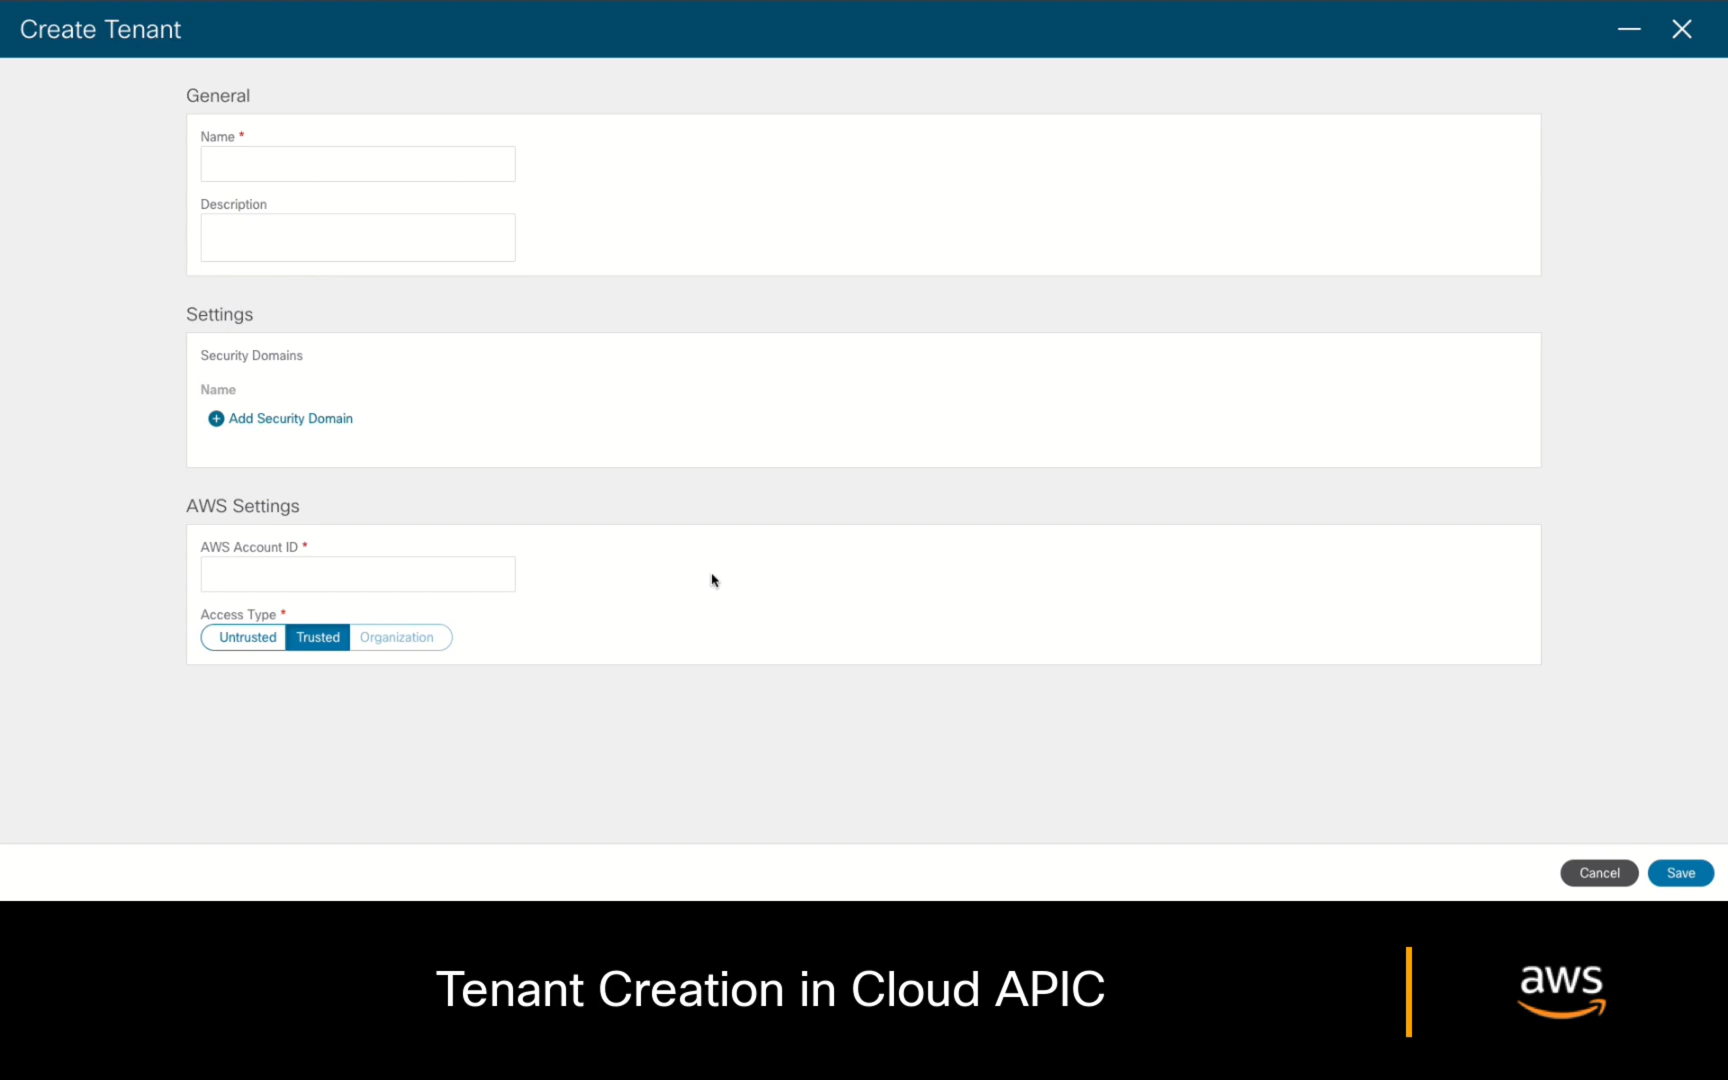 Create Tenant
General
Name *
Description
Settings
Security Domains
Name
Add Security Domain
AWS Settings
AWS Account ID *
Access Type *
Untrusted Trusted Organization
Cancel Save
Tenant Creation in Cloud APIC
aws